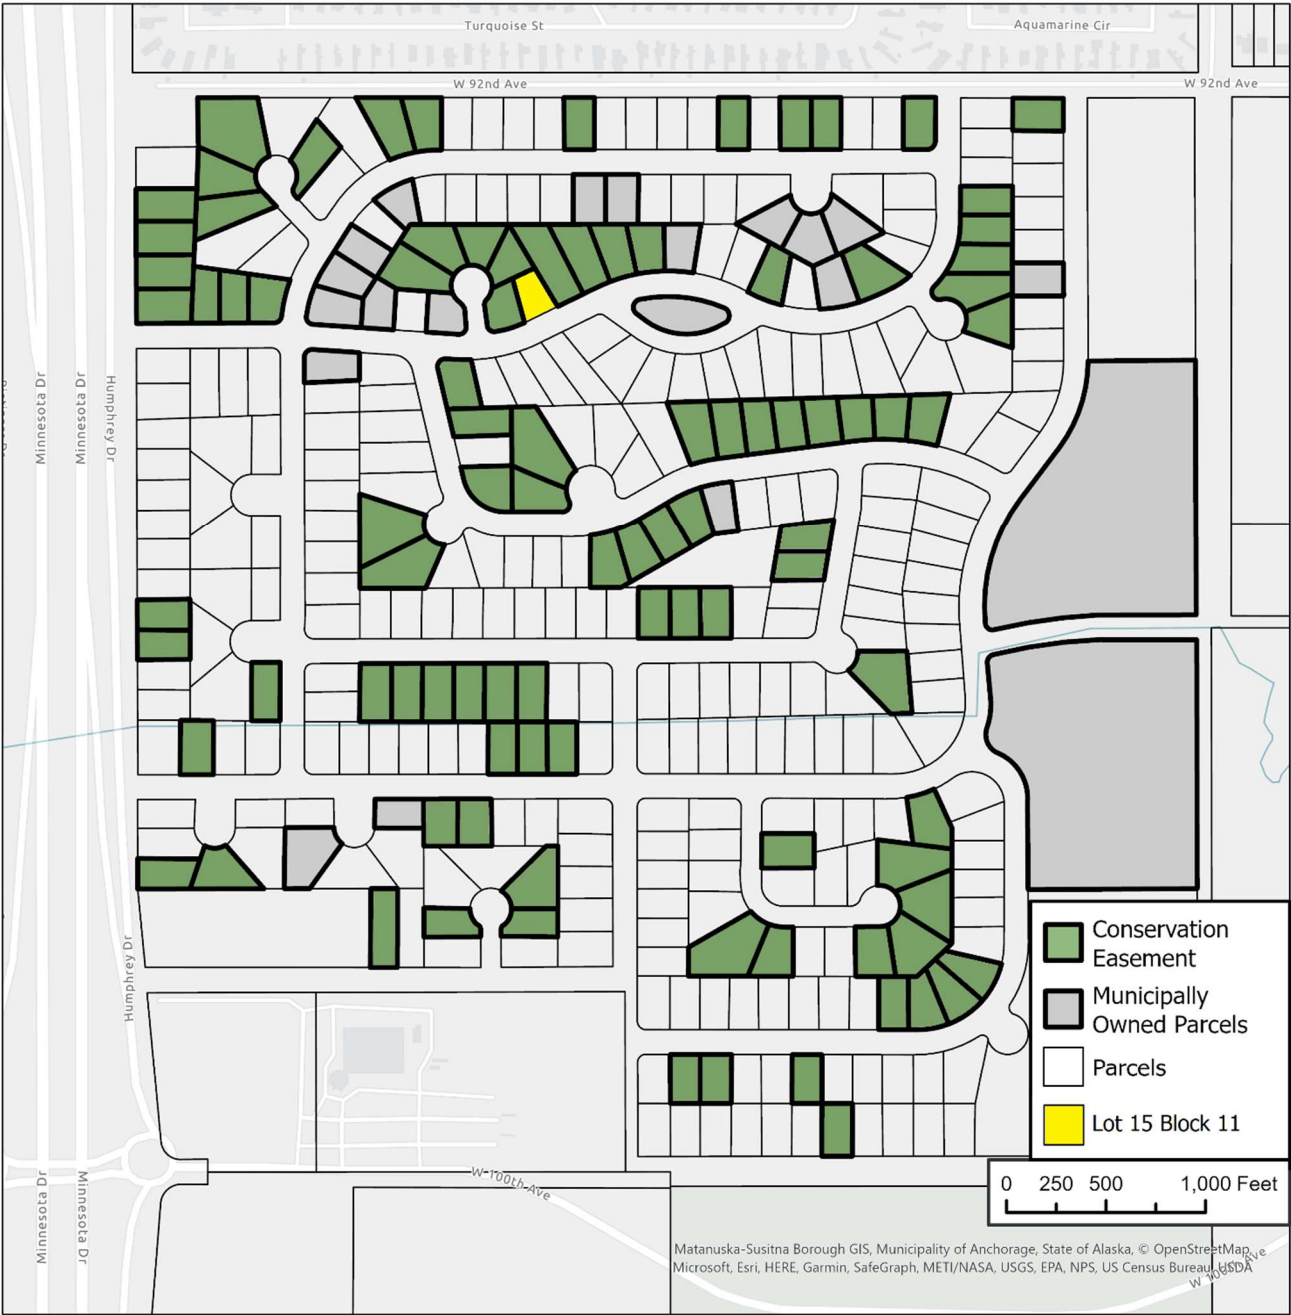 Turquoise St
Aquamarine Cir
W 92nd Ave
W 92nd Ave
Minnesota Dr
Minnesota Dr
Humphrey Dr
Humphrey Dr
Conservation
Easement
Municipally
Owned Parcels
Parcels
Lot 15 Block 11
Minnesota Dr
Minnesota Dr
W 100th Ave
0 250 500 1,000 Feet
Matanuska-Susitna Borough GIS, Municipality of Anchorage, State of Alaska, © OpenStreetMap,
Microsoft, Esri, HERE, Garmin, SafeGraph, METI/NASA, USGS, EPA, NPS, US Census Bureau, USDA